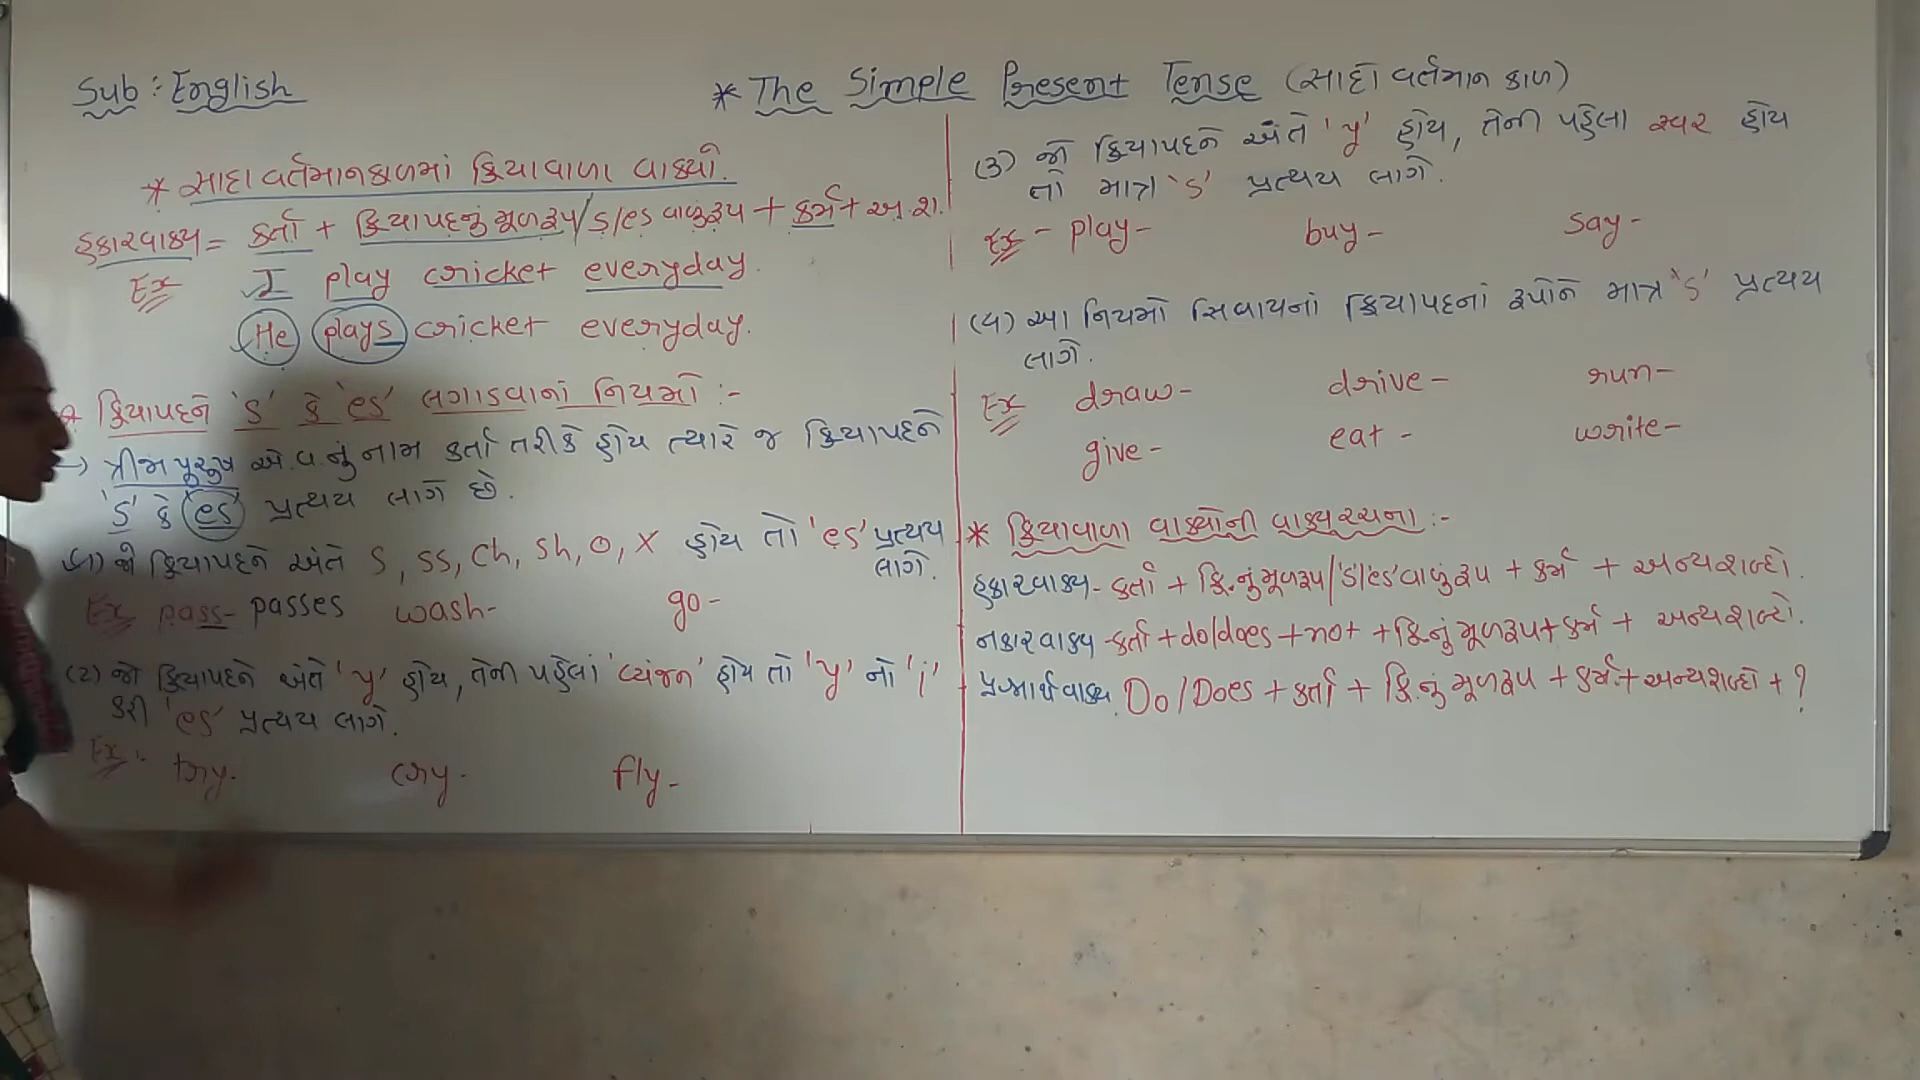 Sub : English
* The Simple Present Tense (સાદો વર્તમાન કાળ)
* સાદા વર્તમાનકાળમાં ક્રિયાવાળા વાક્યો.
હકારવાક્ય = કર્તા + ક્રિયાપદનું મૂળરૂપ/s/es વાળું રૂપ + કર્મ + અ.શ.
Ex I play cricket everyday.
He plays cricket everyday.
* ક્રિયાપદને 's' કે 'es' લગાડવાનાં નિયમો :-
→ ત્રીજા પુરુષ એ.વ.નું નામ કર્તા તરીકે હોય ત્યારે જ ક્રિયાપદને
's' કે 'es' પ્રત્યય લાગે છે.
(૧) જો ક્રિયાપદને અંતે s, ss, ch, sh, o, x હોય તો 'es' પ્રત્યય
લાગે.
Ex pass- passes wash- go-
(૨) જો ક્રિયાપદને અંતે 'y' હોય, તેની પહેલાં 'વ્યંજન' હોય તો 'y' નો 'i'
કરી 'es' પ્રત્યય લાગે.
Ex :- try- cry- fly-
(૩) જો ક્રિયાપદને અંતે 'y' હોય, તેની પહેલા સ્વર હોય
તો માત્ર 's' પ્રત્યય લાગે.
Ex - play- buy- say-
(૪) આ નિયમો સિવાયનાં ક્રિયાપદનાં રૂપોને માત્ર 's' પ્રત્યય
લાગે.
Ex draw- drive- run-
give- eat- write-
* ક્રિયાવાળા વાક્યોની વાક્યરચના :-
હકારવાક્ય- કર્તા + ક્રિ.નું મૂળરૂપ/'s'/es'વાળું રૂપ + કર્મ + અન્યશબ્દો.
નકારવાક્ય -કર્તા + do/does + not + ક્રિ.નું મૂળરૂપ + કર્મ + અન્યશબ્દો.
પ્રશ્નાર્થવાક્ય Do/Does + કર્તા + ક્રિ.નું મૂળરૂપ + કર્મ + અન્યશબ્દો + ?